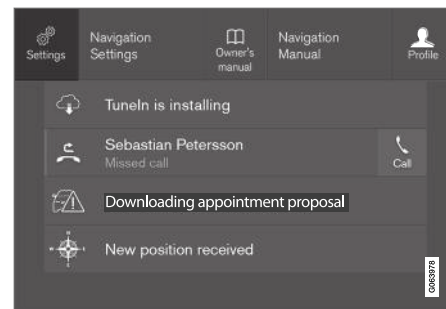 Settings
Navigation
Settings
Owner's
manual
Navigation
Manual
Profile
TuneIn is installing
Sebastian Petersson
Missed call
Call
Downloading appointment proposal
New position received
G063978